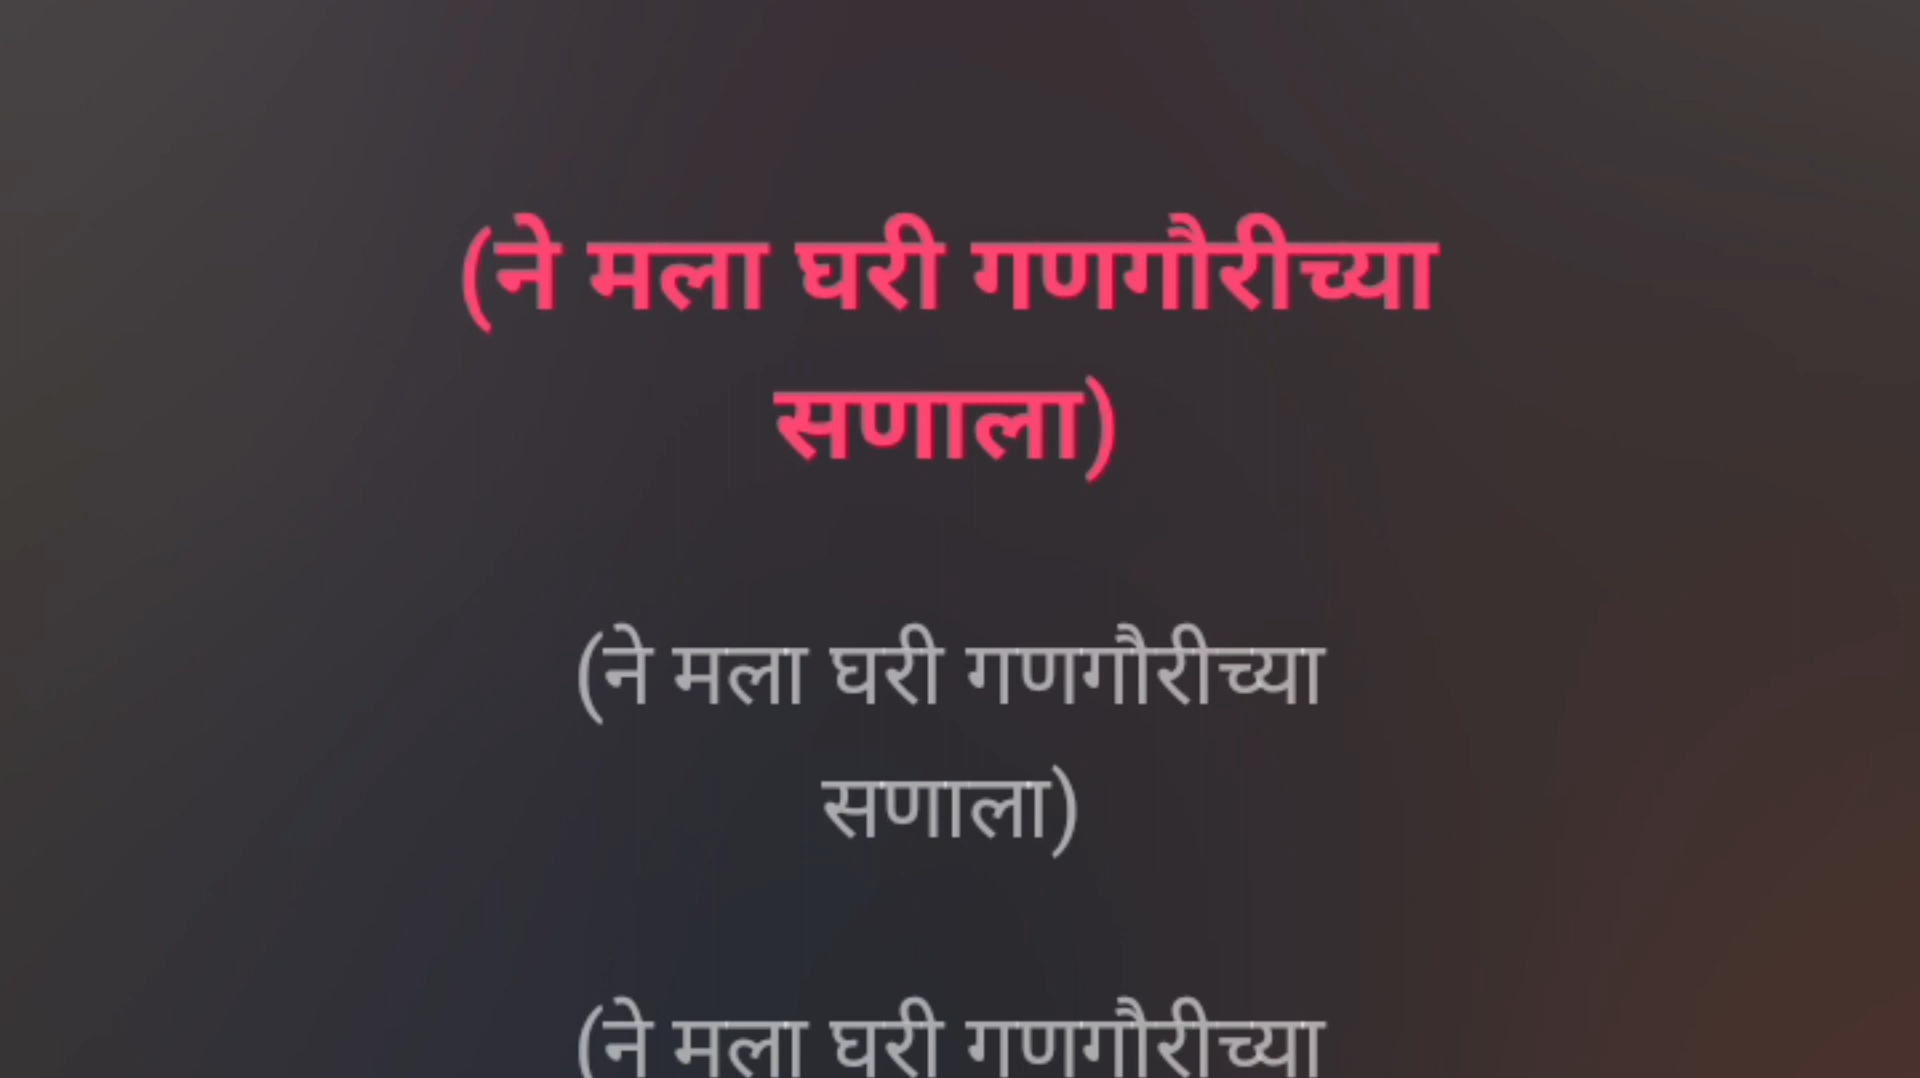 (ने मला घरी गणगौरीच्या
सणाला)
(ने मला घरी गणगौरीच्या
सणाला)
(ने मला घरी गणगौरीच्या